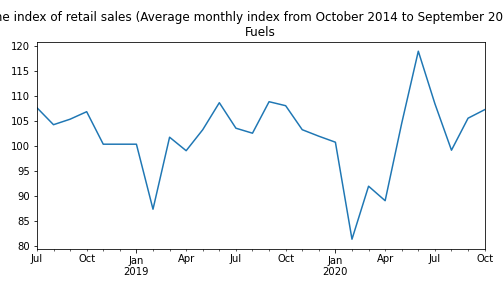 ne index of retail sales (Average monthly index from October 2014 to September 20
Fuels
120
115
110
105
100
95
90
85
80
Jul
Oct
Jan
2019
Apr
Jul
Oct
Jan
2020
Apr
Jul
Oct